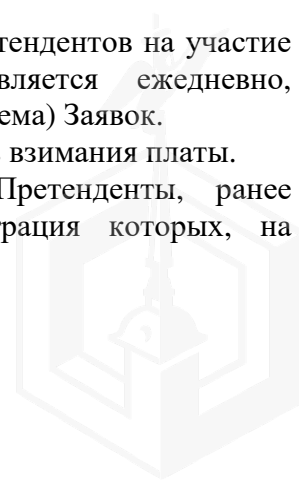 тендентов на участие
вляется ежедневно,
ема) Заявок.
взимания платы.
Претенденты, ранее
рация которых, на